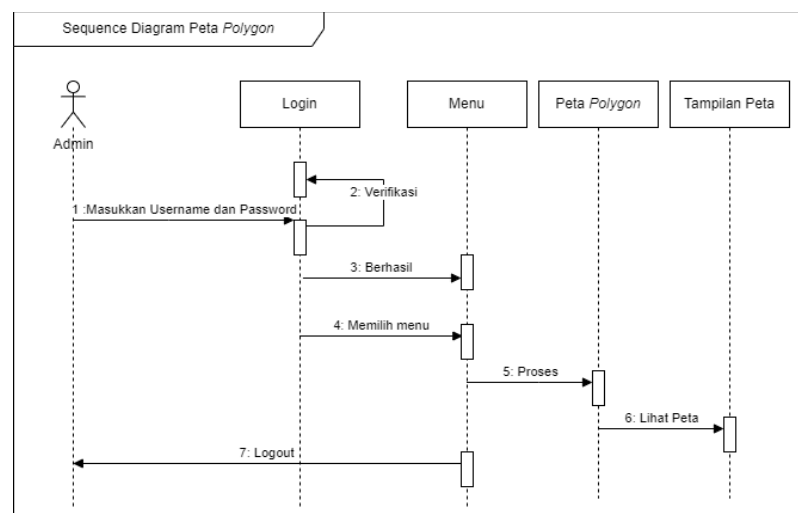 Sequence Diagram Peta Polygon
Login
Menu
Peta Polygon
Tampilan Peta
Admin
2: Verifikasi
1 :Masukkan Username dan Password
3: Berhasil
4: Memilih menu
5: Proses
6: Lihat Peta
7: Logout